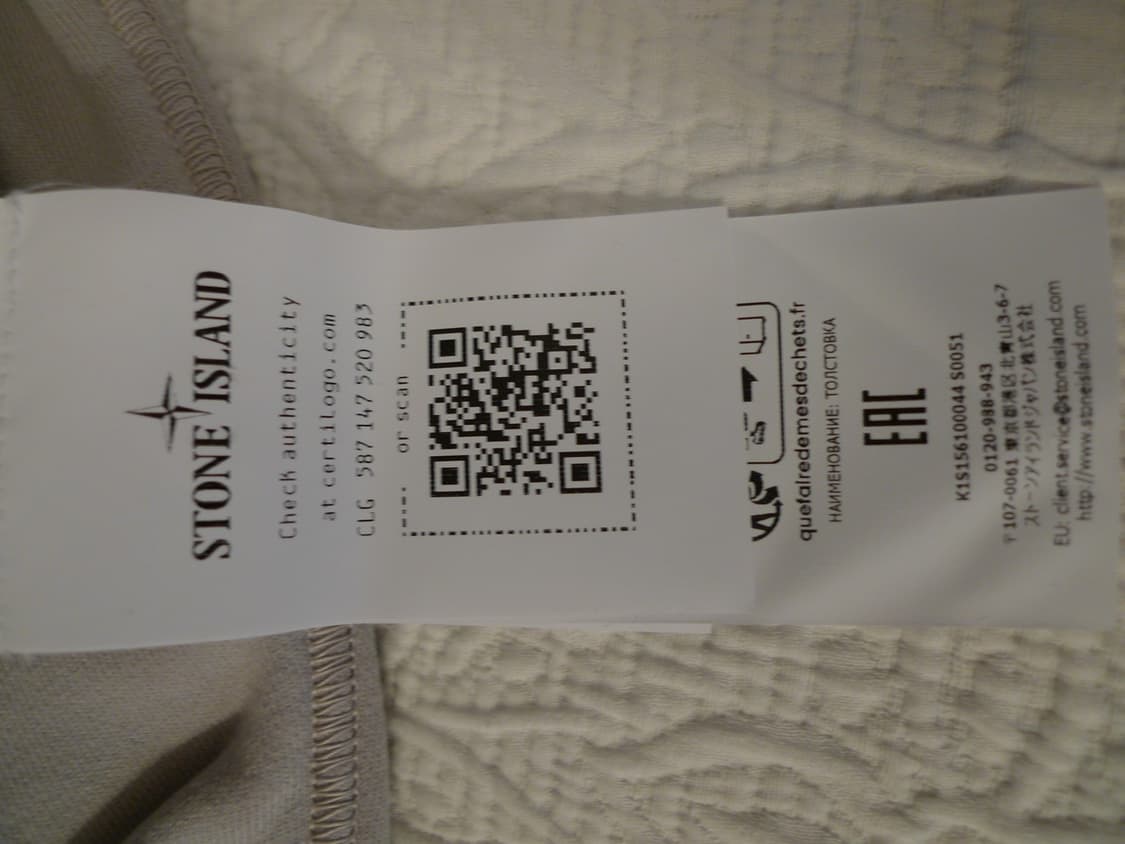 STONE ISLAND
Check authenticity
at certilogo.com
CLG 587 147 520 983
or scan
quefairedemesdechets.fr
НАИМЕНОВАНИЕ: ТОЛСТОВКА
EAC
K1S156100044 S0051
0120-988-943
〒107-0061 東京都港区北青山3-6-7
ストーンアイランドジャパン株式会社
EU: client.service@stoneisland.com
http://www.stoneisland.com